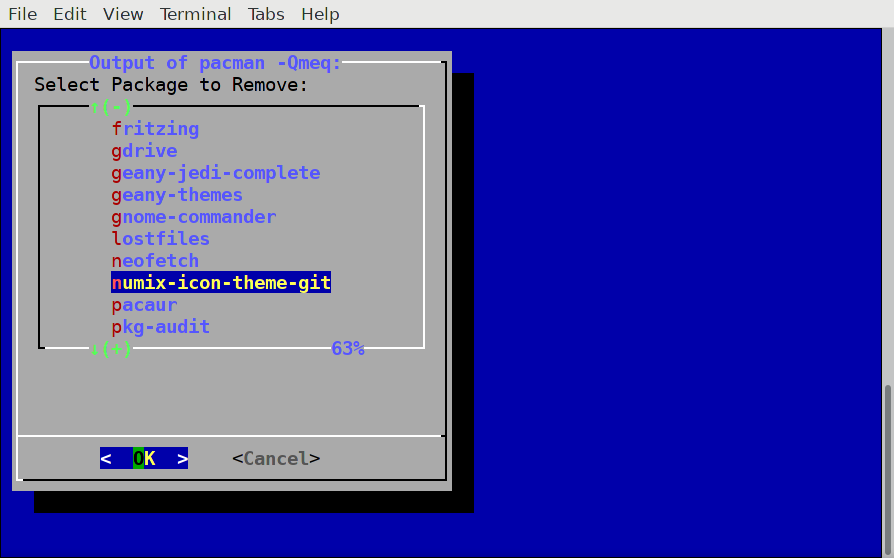 File Edit View Terminal Tabs Help
Output of pacman -Qmeq:
Select Package to Remove:
↑(-)
fritzing
gdrive
geany-jedi-complete
geany-themes
gnome-commander
lostfiles
neofetch
numix-icon-theme-git
pacaur
pkg-audit
↓(+) 63%
< OK > <Cancel>